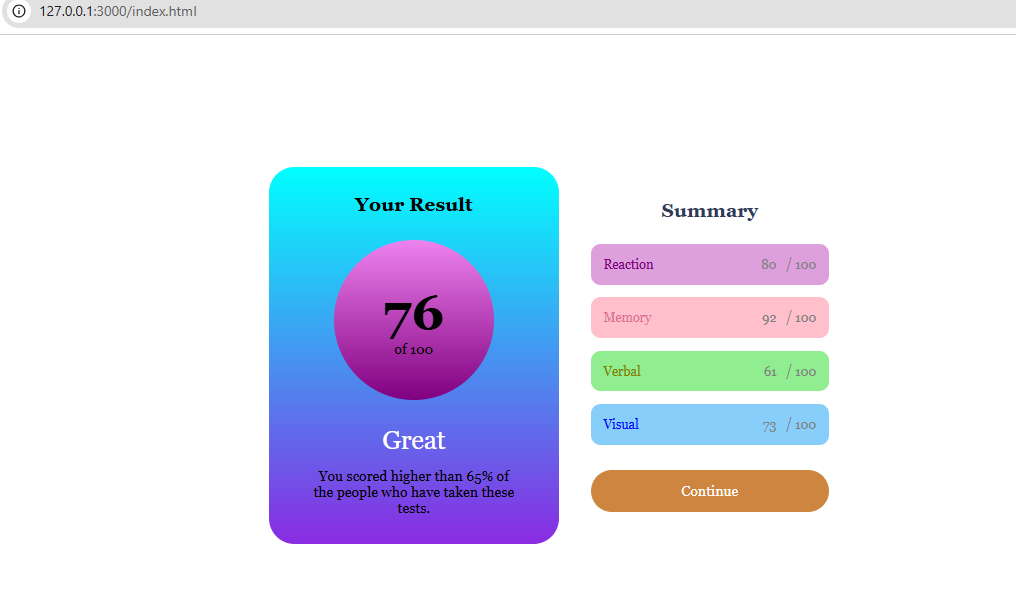 127.0.0.1:3000/index.html
Your Result
76
of 100
Great
You scored higher than 65% of
the people who have taken these
tests.
Summary
Reaction 80 / 100
Memory 92 / 100
Verbal 61 / 100
Visual 73 / 100
Continue